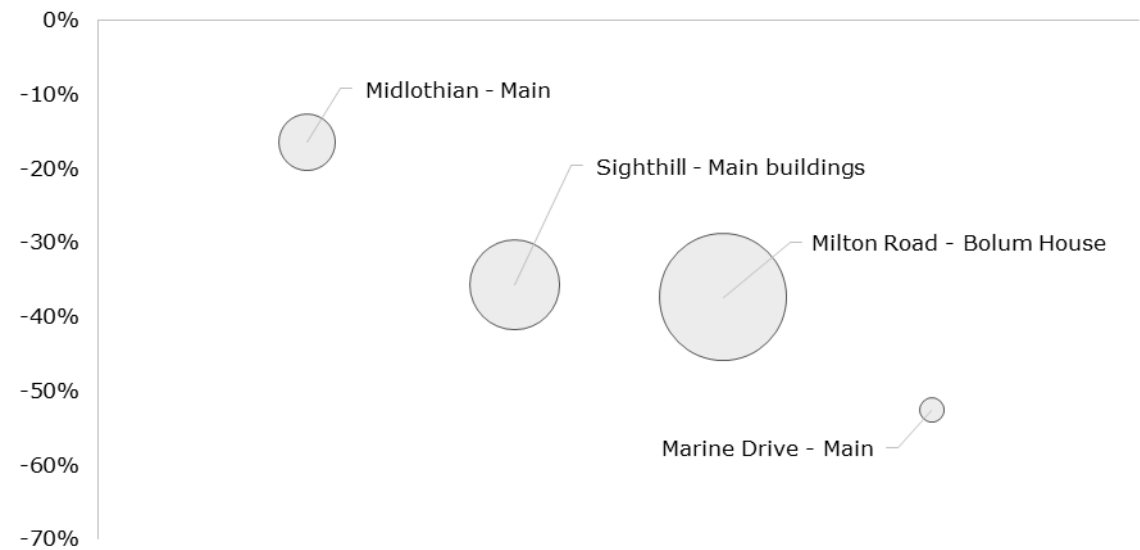 0%
-10%
Midlothian - Main
-20%
Sighthill - Main buildings
-30%
Milton Road - Bolum House
-40%
-50%
Marine Drive - Main
-60%
-70%